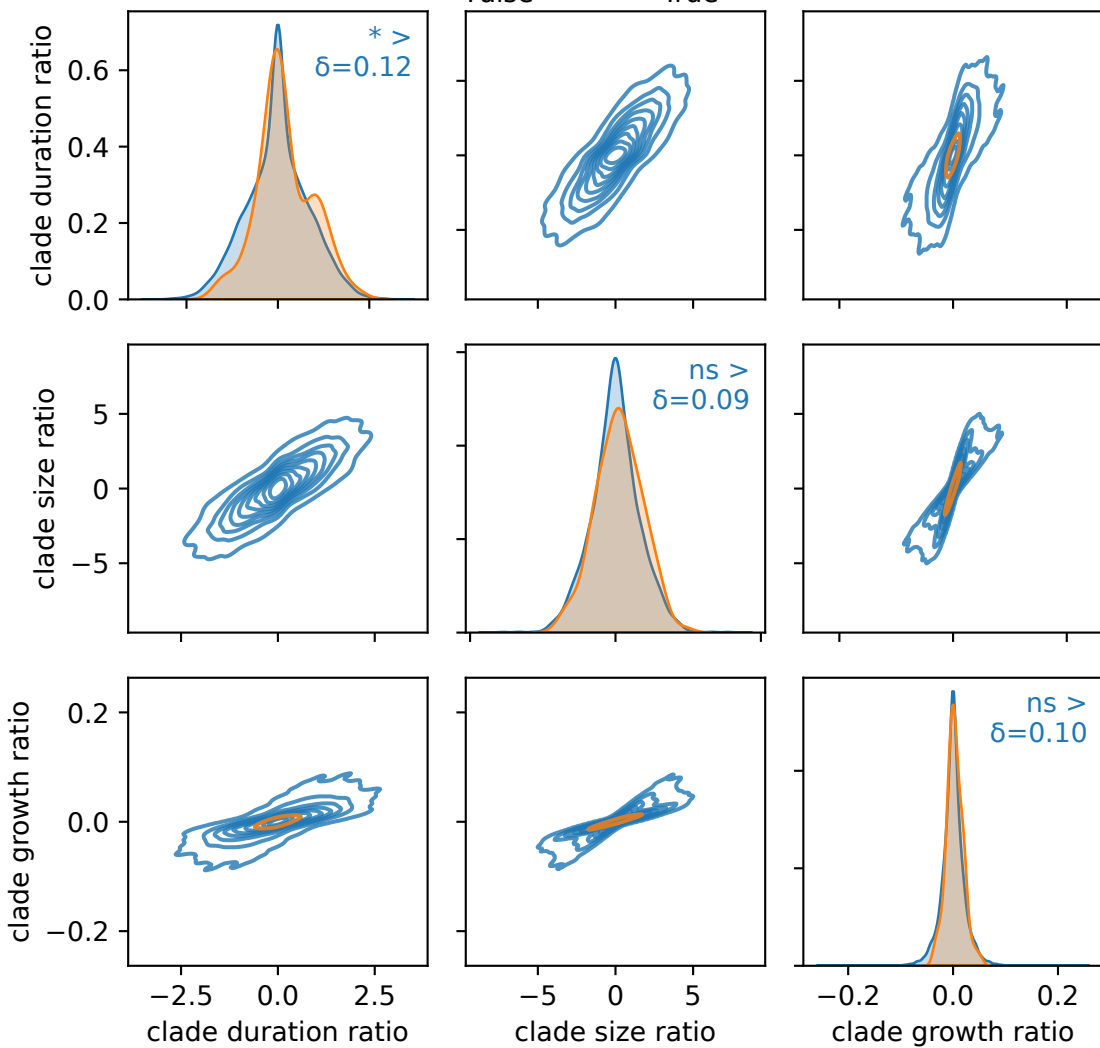 * >
δ=0.12
clade duration ratio
0.6
0.4
0.2
0.0
ns >
δ=0.09
clade size ratio
5
0
−5
ns >
δ=0.10
clade growth ratio
0.2
0.0
−0.2
−2.5 0.0 2.5 −5 0 5 −0.2 0.0 0.2
clade duration ratio clade size ratio clade growth ratio